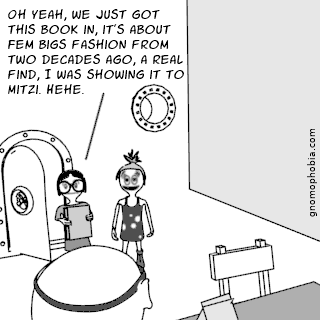 OH YEAH, WE JUST GOT
THIS BOOK IN, IT'S ABOUT
FEM BIGS FASHION FROM
TWO DECADES AGO, A REAL
FIND, I WAS SHOWING IT TO
MITZI. HEHE.
gnomophobia.com